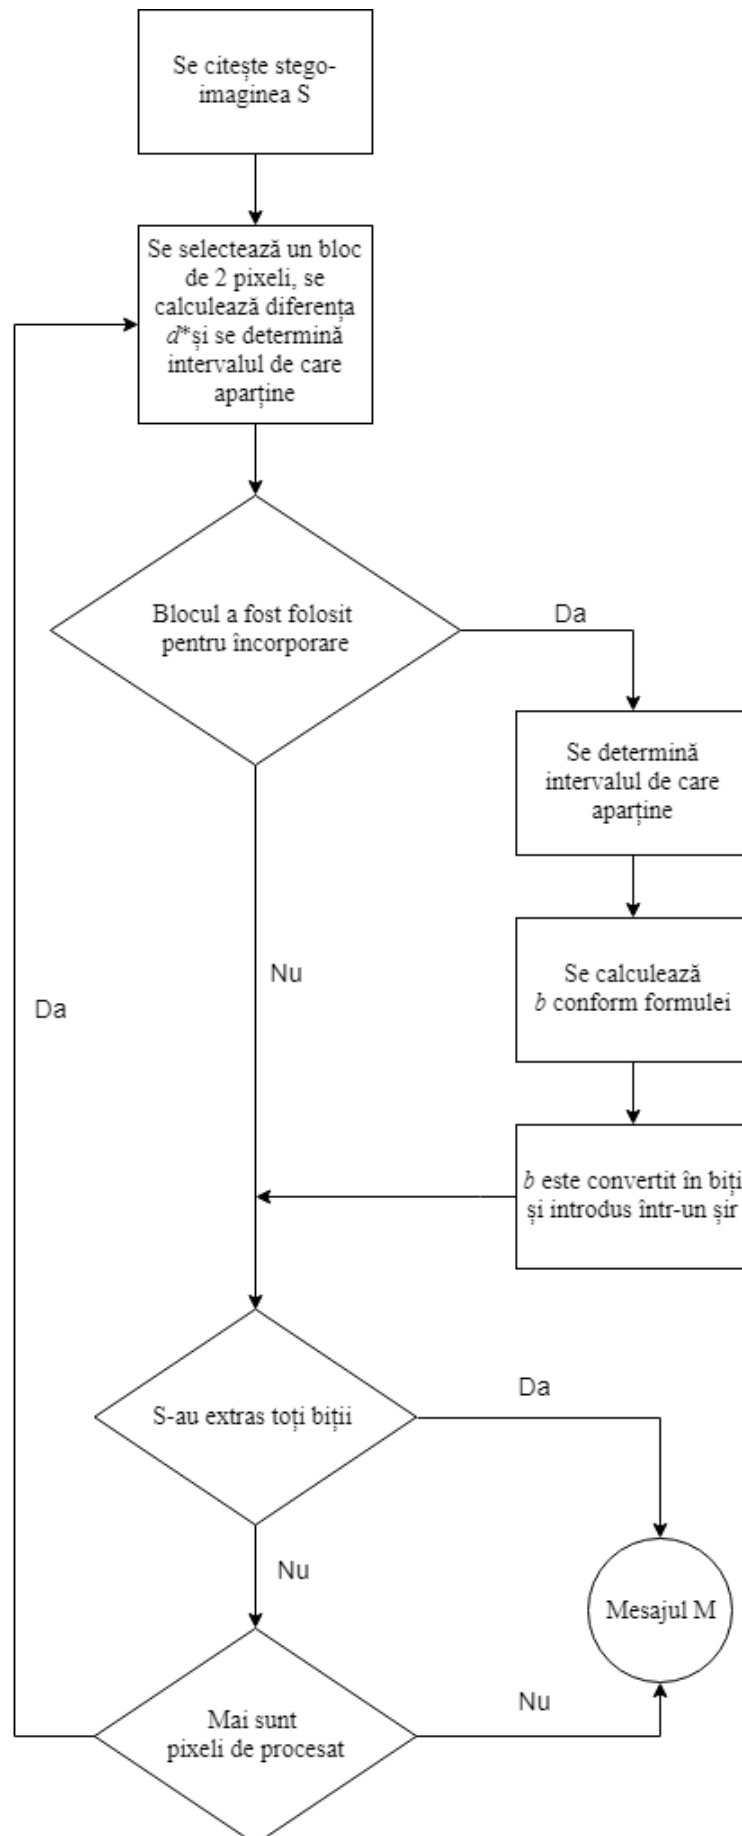 Se citește stego-
imaginea S
Se selectează un bloc
de 2 pixeli, se
calculează diferența
d*și se determină
intervalul de care
aparține
Blocul a fost folosit
pentru încorporare
Da
Se determină
intervalul de care
aparține
Se calculează
b conform formulei
Nu
Da
b este convertit în biți
și introdus într-un șir
S-au extras toți biții
Da
Nu
Mesajul M
Mai sunt
pixeli de procesat
Nu